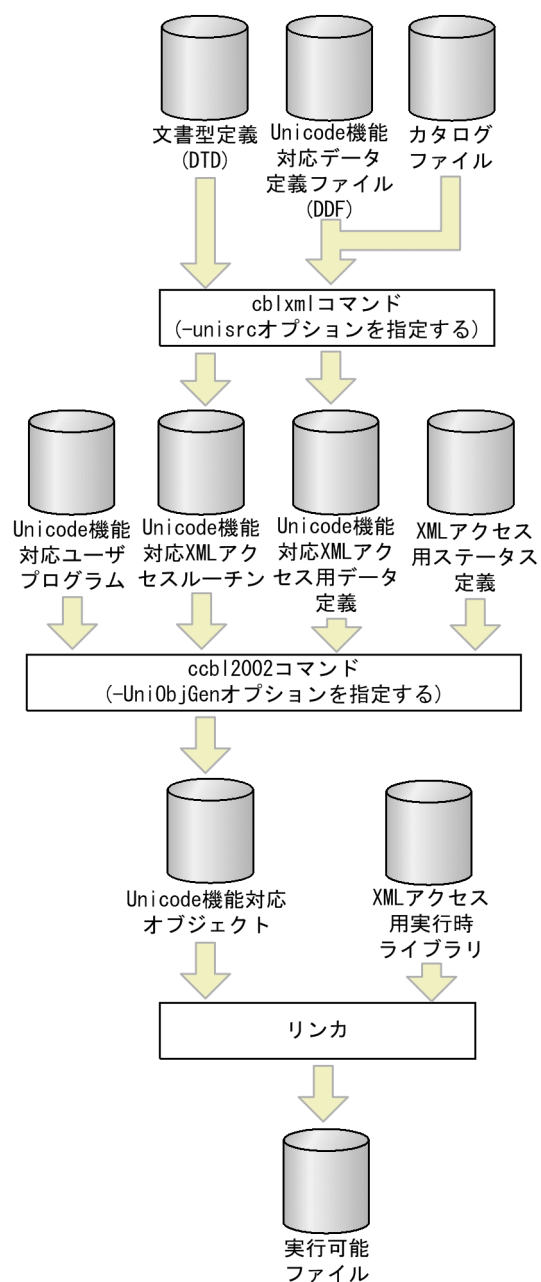 文書型定義
(DTD)
Unicode機能
対応データ
定義ファイル
(DDF)
カタログ
ファイル
cblxmlコマンド
(-unisrcオプションを指定する)
Unicode機能
対応ユーザ
プログラム
Unicode機能
対応XMLアク
セスルーチン
Unicode機能
対応XMLアク
セス用データ
定義
XMLアクセス
用ステータス
定義
ccbl2002コマンド
(-UniObjGenオプションを指定する)
Unicode機能対応
オブジェクト
XMLアクセス
用実行時
ライブラリ
リンカ
実行可能
ファイル